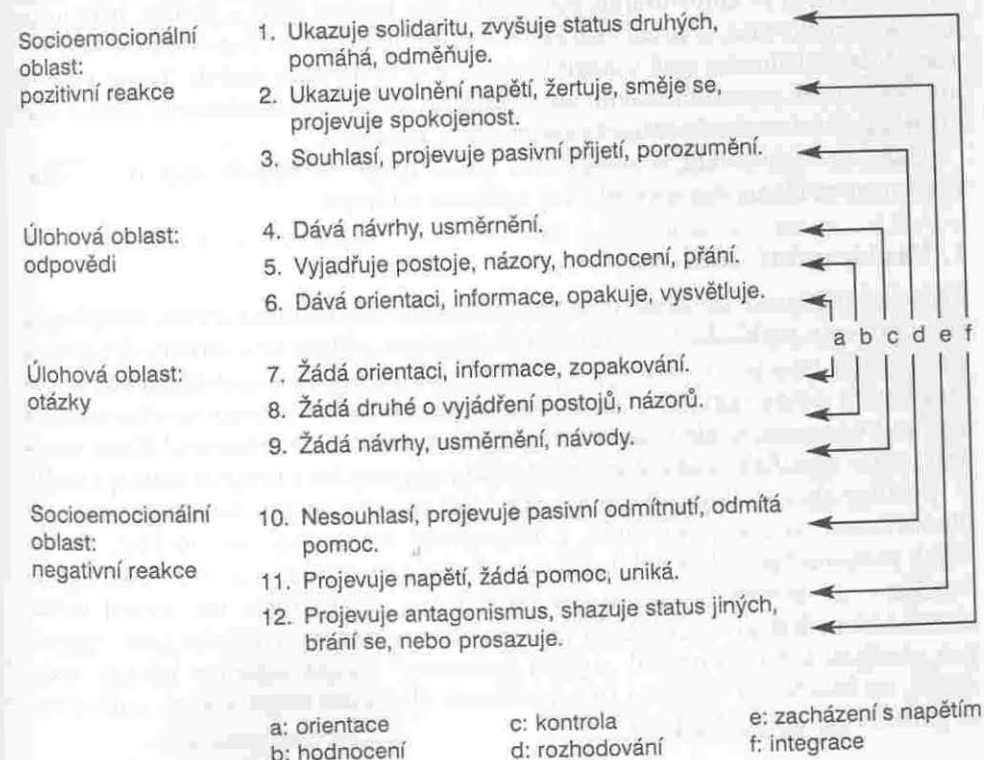 Socioemocionální
oblast:
pozitivní reakce
1. Ukazuje solidaritu, zvyšuje status druhých,
pomáhá, odměňuje.
2. Ukazuje uvolnění napětí, žertuje, směje se,
projevuje spokojenost.
3. Souhlasí, projevuje pasivní přijetí, porozumění.
Úlohová oblast:
odpovědi
4. Dává návrhy, usměrnění.
5. Vyjadřuje postoje, názory, hodnocení, přání.
6. Dává orientaci, informace, opakuje, vysvětluje.
a b c d e f
Úlohová oblast:
otázky
7. Žádá orientaci, informace, zopakování.
8. Žádá druhé o vyjádření postojů, názorů.
9. Žádá návrhy, usměrnění, návody.
Socioemocionální
oblast:
negativní reakce
10. Nesouhlasí, projevuje pasivní odmítnutí, odmítá
pomoc.
11. Projevuje napětí, žádá pomoc, uniká.
12. Projevuje antagonismus, shazuje status jiných,
brání se, nebo prosazuje.
a: orientace c: kontrola e: zacházení s napětím
b: hodnocení d: rozhodování f: integrace